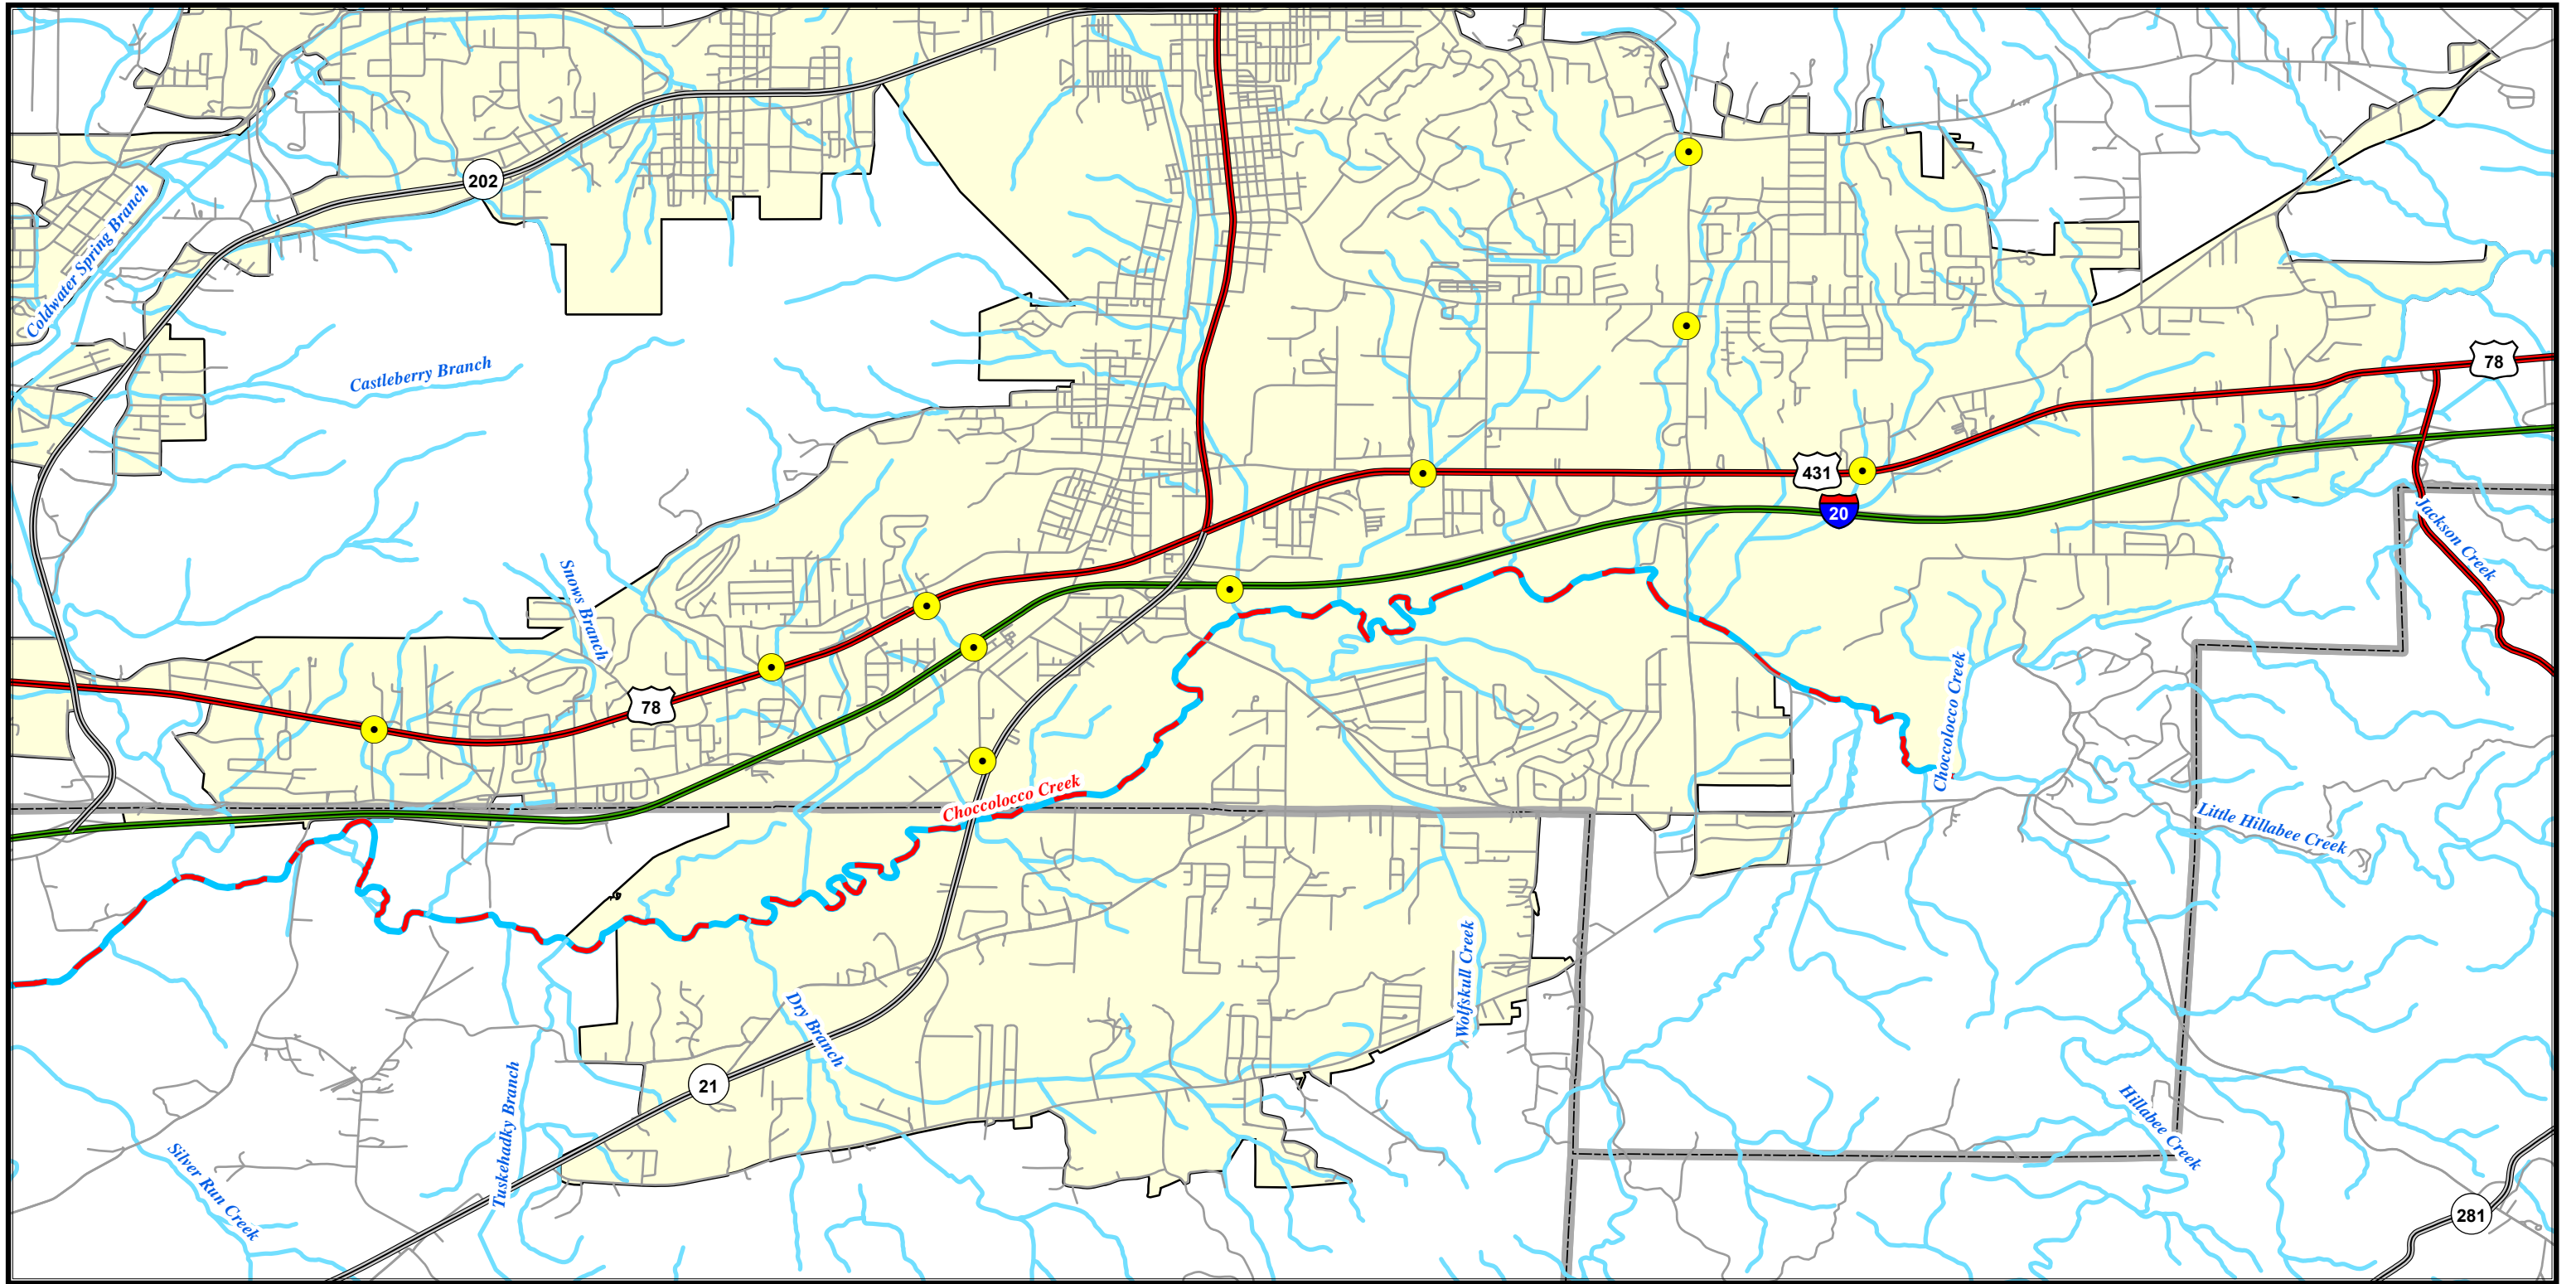 202
Coldwater Spring Branch
78
Castleberry Branch
431
20
Jackson Creek
Snows Branch
78
Choccolocco Creek
Choccolocco Creek
Little Hillabee Creek
Wolfskull Creek
Dry Branch
21
Tuskehadky Branch
Hillabee Creek
Silver Run Creek
281